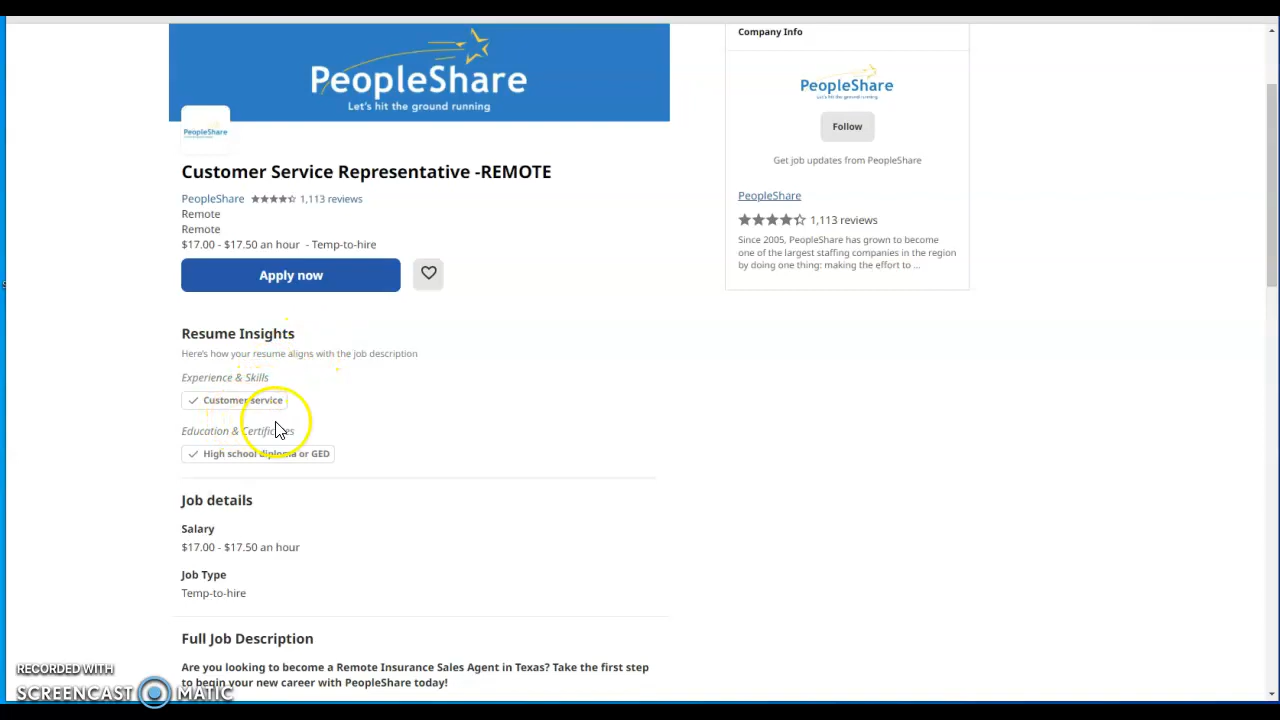 PeopleShare
Let's hit the ground running
PeopleShare
Customer Service Representative -REMOTE
PeopleShare 1,113 reviews
Remote
Remote
$17.00 - $17.50 an hour - Temp-to-hire
Apply now
Resume Insights
Here's how your resume aligns with the job description
Experience & Skills
Customer service
Education & Certificates
High school diploma or GED
Job details
Salary
$17.00 - $17.50 an hour
Job Type
Temp-to-hire
Full Job Description
Are you looking to become a Remote Insurance Sales Agent in Texas? Take the first step
to begin your new career with PeopleShare today!
Company Info
PeopleShare
Let's hit the ground running
Follow
Get job updates from PeopleShare
PeopleShare
1,113 reviews
Since 2005, PeopleShare has grown to become
one of the largest staffing companies in the region
by doing one thing: making the effort to ...
RECORDED WITH
SCREENCAST MATIC